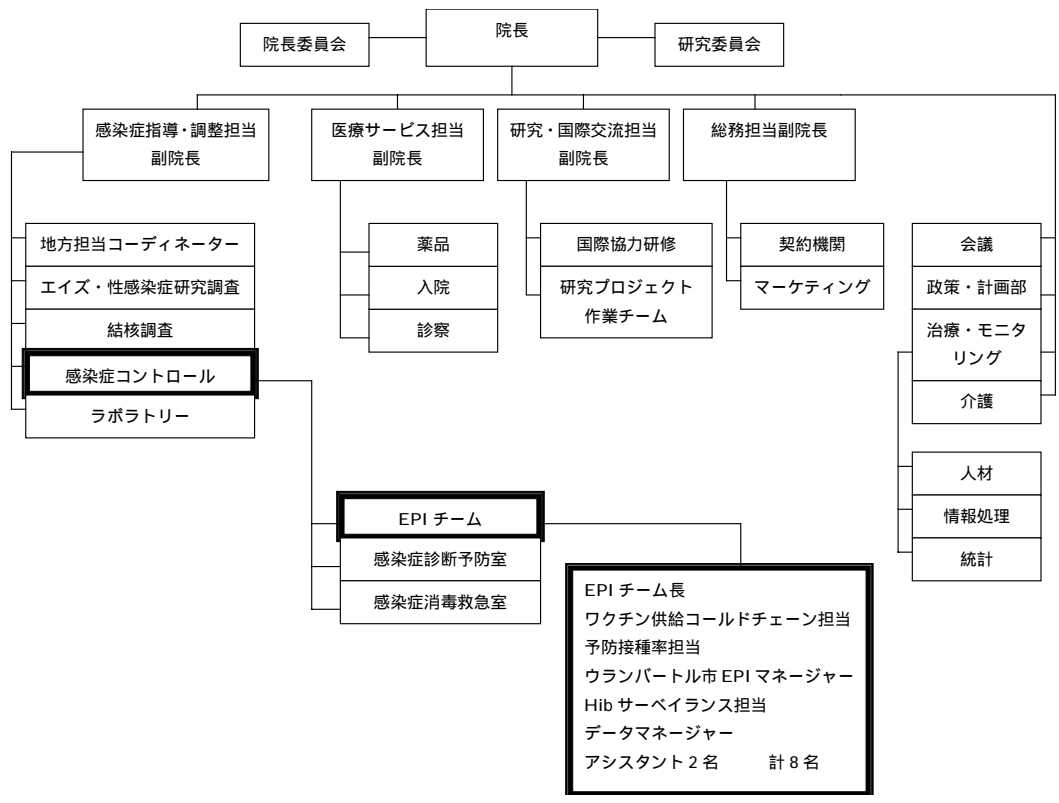 院長
院長委員会
研究委員会
感染症指導・調整担当
副院長
医療サービス担当
副院長
研究・国際交流担当
副院長
総務担当副院長
地方担当コーディネーター
エイズ・性感染症研究調査
結核調査
感染症コントロール
ラボラトリー
薬品
入院
診察
国際協力研修
研究プロジェクト
作業チーム
契約機関
マーケティング
会議
政策・計画部
治療・モニタ
リング
介護
人材
情報処理
統計
EPI チーム
感染症診断予防室
感染症消毒救急室
EPI チーム長
ワクチン供給コールドチェーン担当
予防接種率担当
ウランバートル市 EPI マネージャー
Hib サーベイランス担当
データマネージャー
アシスタント 2 名 計 8 名